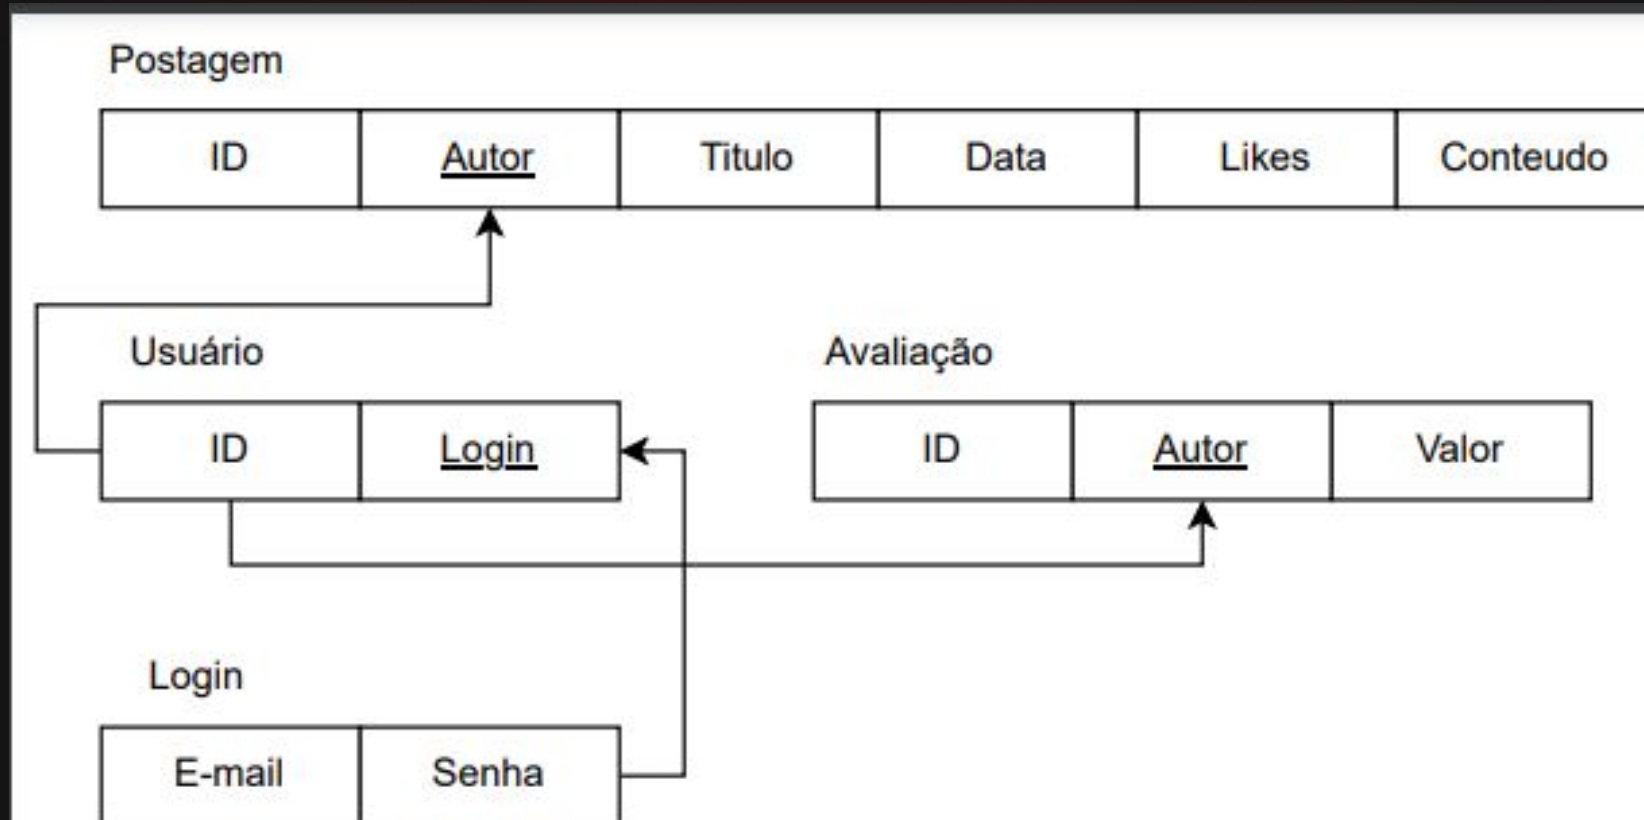 Postagem
ID Autor Titulo Data Likes Conteudo
Usuário Avaliação
ID Login ID Autor Valor
Login
E-mail Senha